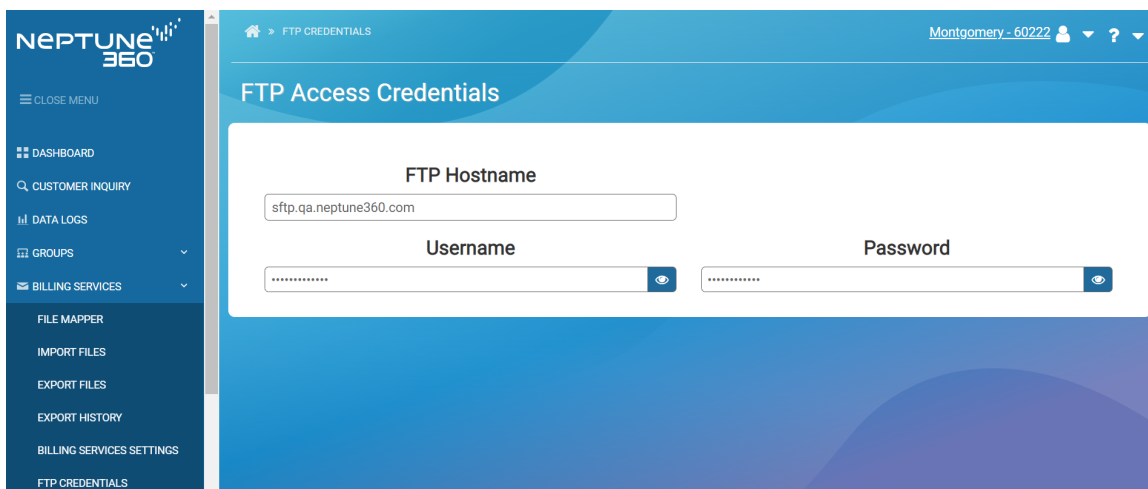 NEPTUNE
360
CLOSE MENU
DASHBOARD
CUSTOMER INQUIRY
DATA LOGS
GROUPS
BILLING SERVICES
FILE MAPPER
IMPORT FILES
EXPORT FILES
EXPORT HISTORY
BILLING SERVICES SETTINGS
FTP CREDENTIALS
» FTP CREDENTIALS
Montgomery - 60222 ?
FTP Access Credentials
FTP Hostname
sftp.qa.neptune360.com
Username Password
••••••••••••• ••••••••••••